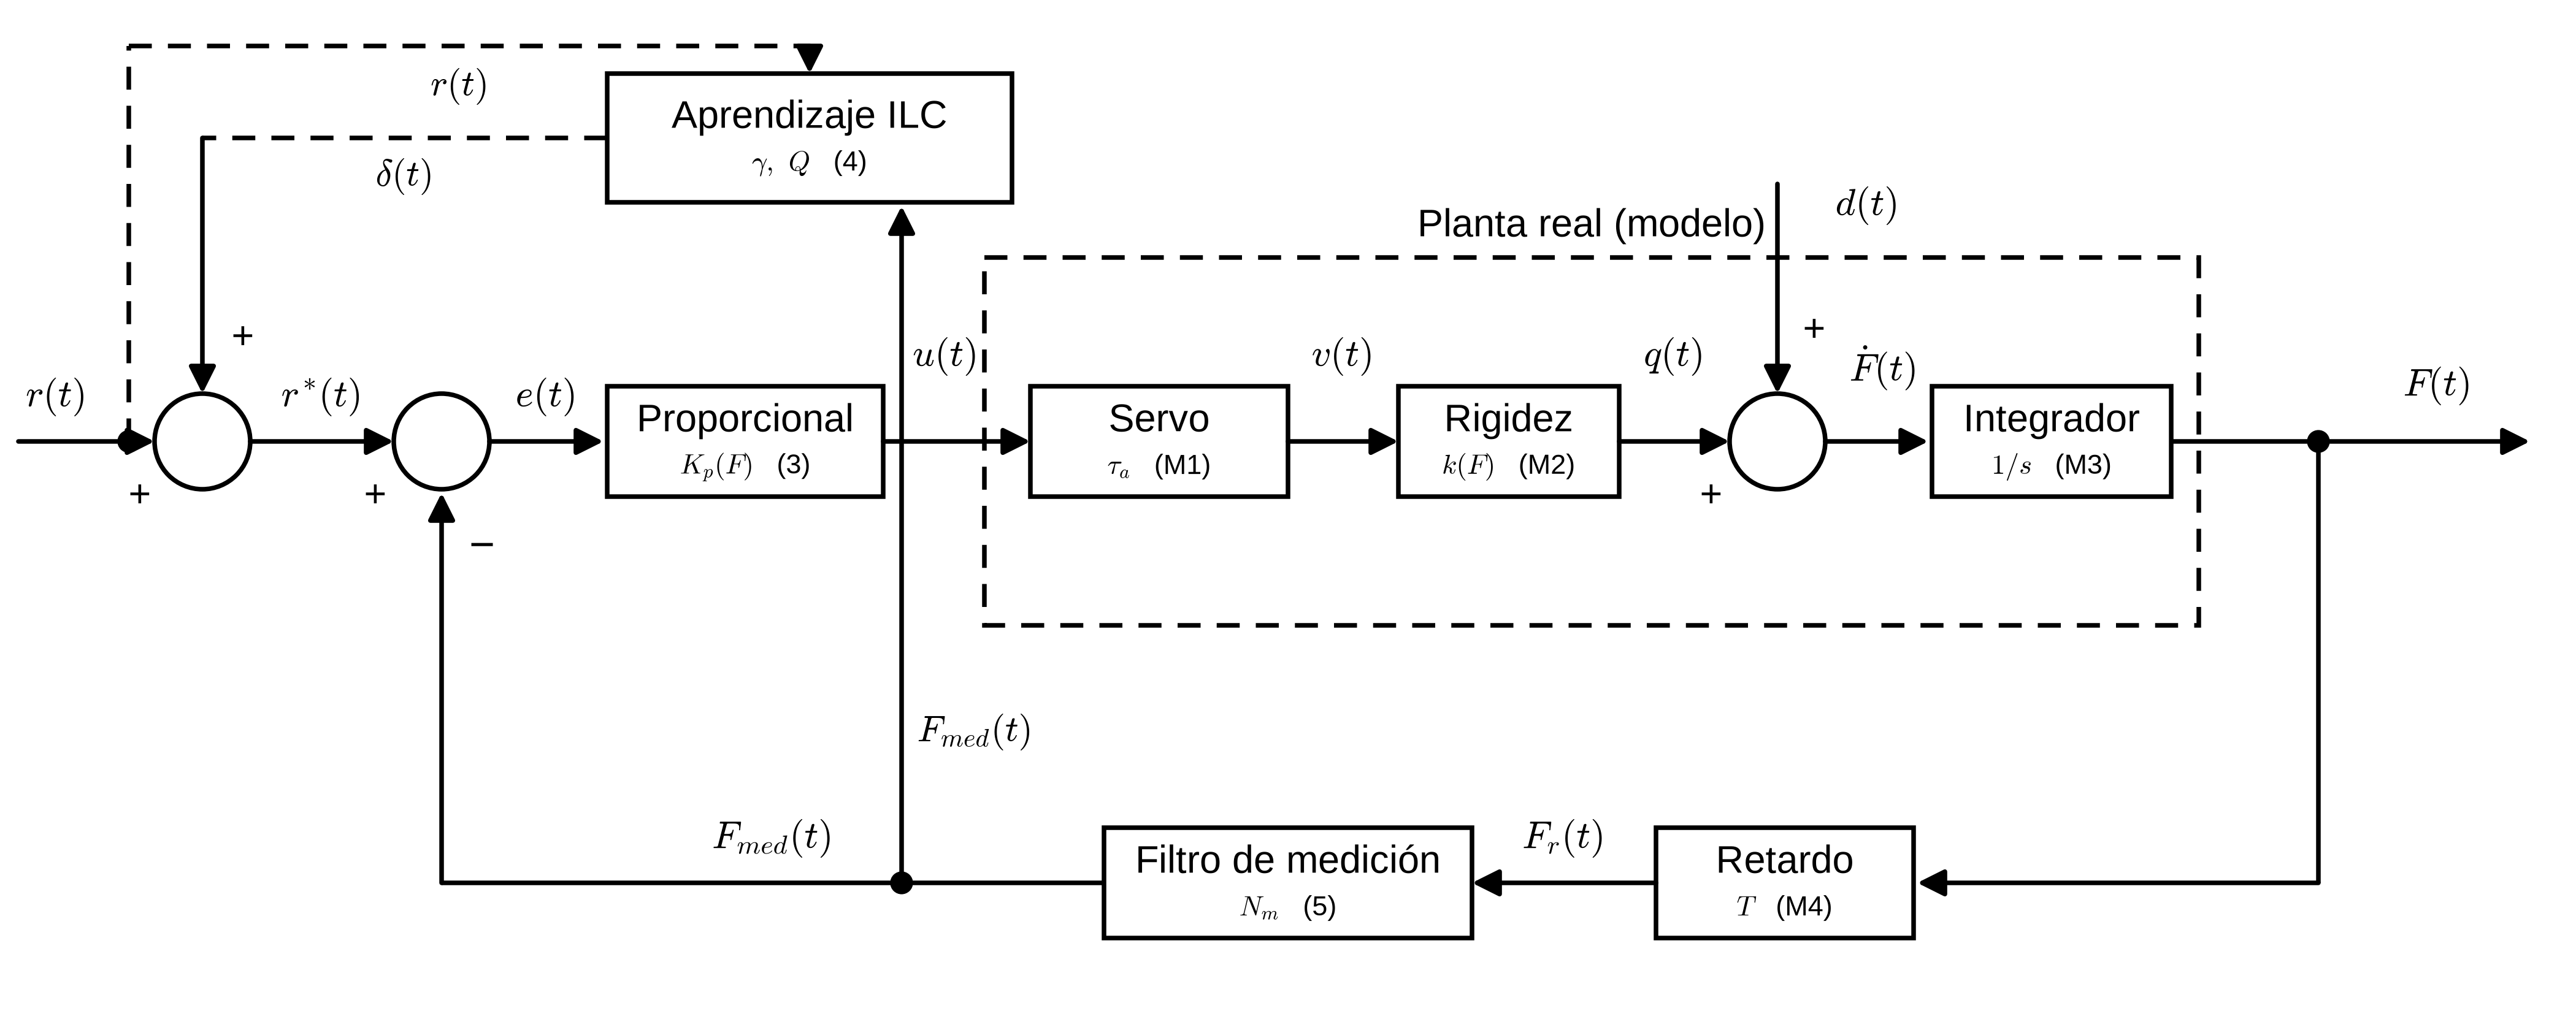 r(t)
Aprendizaje ILC
γ, Q (4)
δ(t)
Planta real (modelo)
d(t)
+
+
r(t)
r*(t)
e(t)
u(t)
v(t)
q(t)
Ḟ(t)
F(t)
Proporcional
K_p(F) (3)
Servo
τ_a (M1)
Rigidez
k(F) (M2)
Integrador
1/s (M3)
+
+
+
−
F_med(t)
F_med(t)
F_r(t)
Filtro de medición
N_m (5)
Retardo
T (M4)